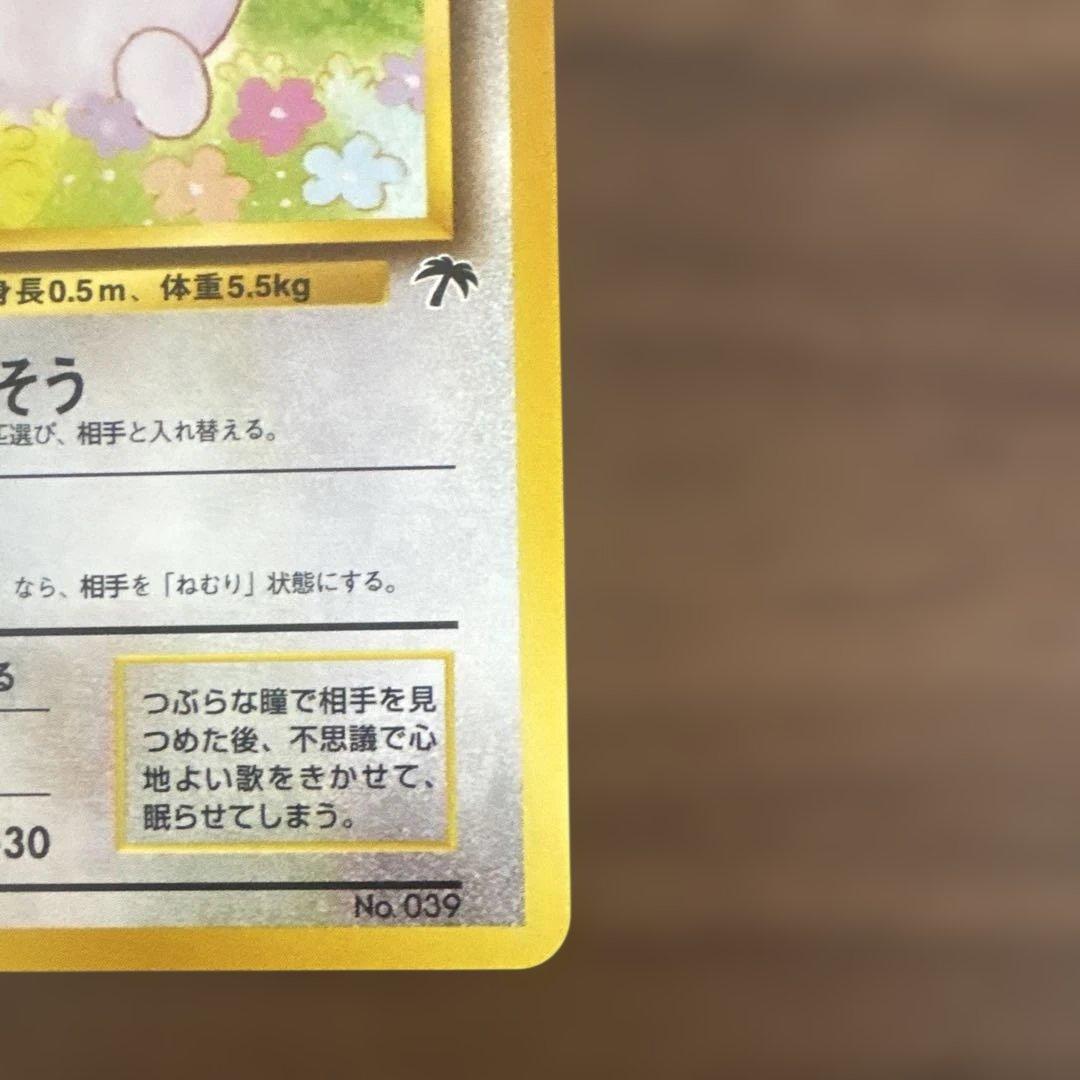 身長0.5m、体重5.5kg
そう
匹選び、相手と入れ替える。
なら、相手を「ねむり」状態にする。
る
つぶらな瞳で相手を見
つめた後、不思議で心
地よい歌をきかせて、
眠らせてしまう。
-30
No. 039